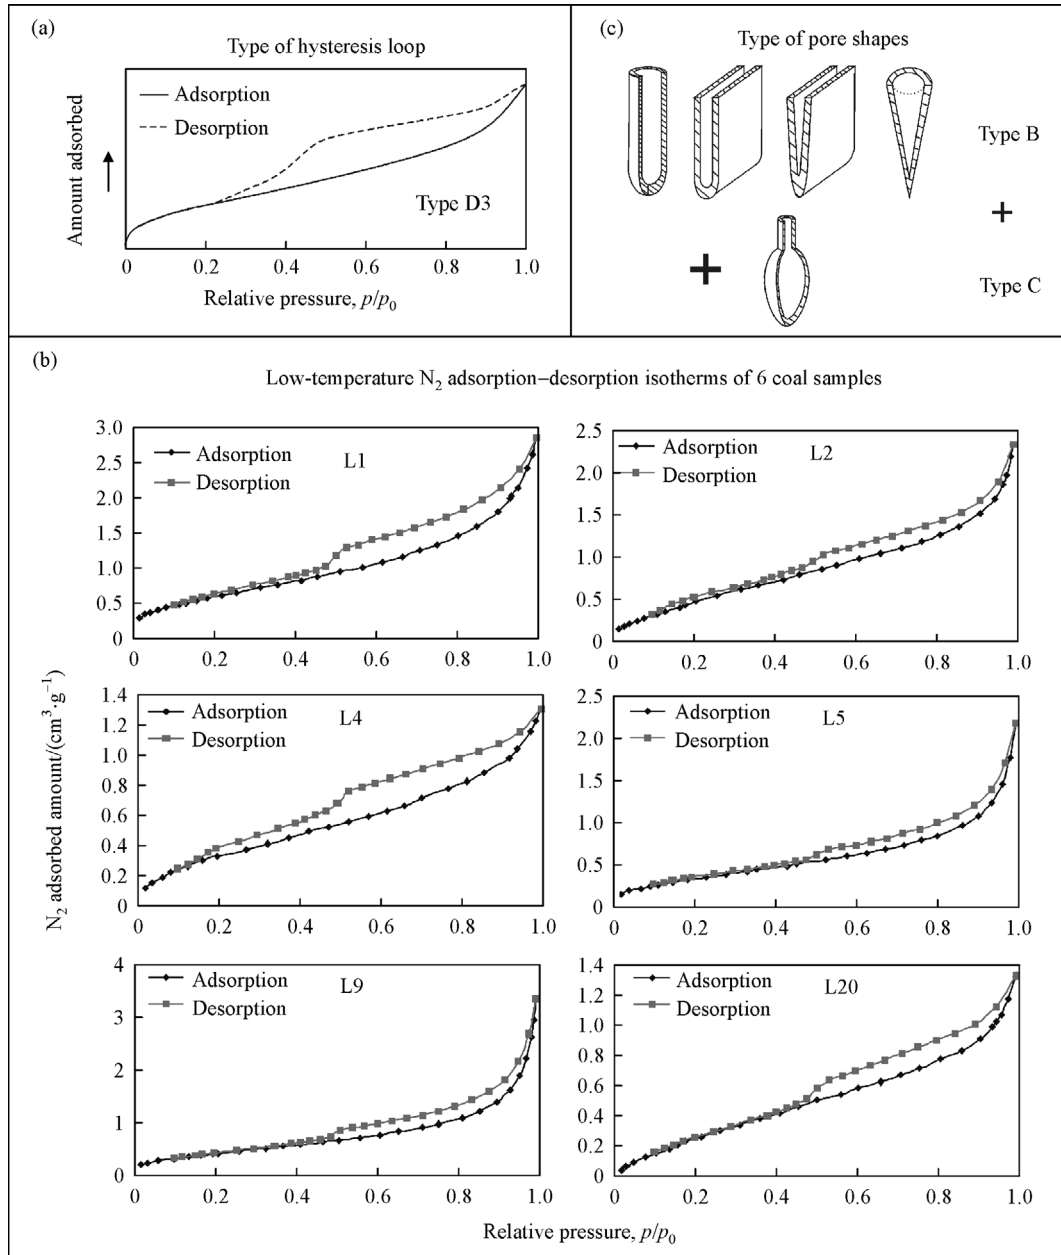 (a)
Type of hysteresis loop
Adsorption
Desorption
Type D3
Amount adsorbed
0 0.2 0.4 0.6 0.8 1.0
Relative pressure, p/p₀
(c)
Type of pore shapes
Type B
+
+
Type C
(b)
Low-temperature N₂ adsorption–desorption isotherms of 6 coal samples
N₂ adsorbed amount/(cm³·g⁻¹)
3.0
2.5
2.0
1.5
1.0
0.5
0
Adsorption
Desorption
L1
0 0.2 0.4 0.6 0.8 1.0
2.5
2.0
1.5
1.0
0.5
0
Adsorption
Desorption
L2
0 0.2 0.4 0.6 0.8 1.0
1.4
1.2
1.0
0.8
0.6
0.4
0.2
0
Adsorption
Desorption
L4
0 0.2 0.4 0.6 0.8 1.0
2.5
2.0
1.5
1.0
0.5
0
Adsorption
Desorption
L5
0 0.2 0.4 0.6 0.8 1.0
4
3
2
1
0
Adsorption
Desorption
L9
0 0.2 0.4 0.6 0.8 1.0
1.4
1.2
1.0
0.8
0.6
0.4
0.2
0
Adsorption
Desorption
L20
0 0.2 0.4 0.6 0.8 1.0
Relative pressure, p/p₀